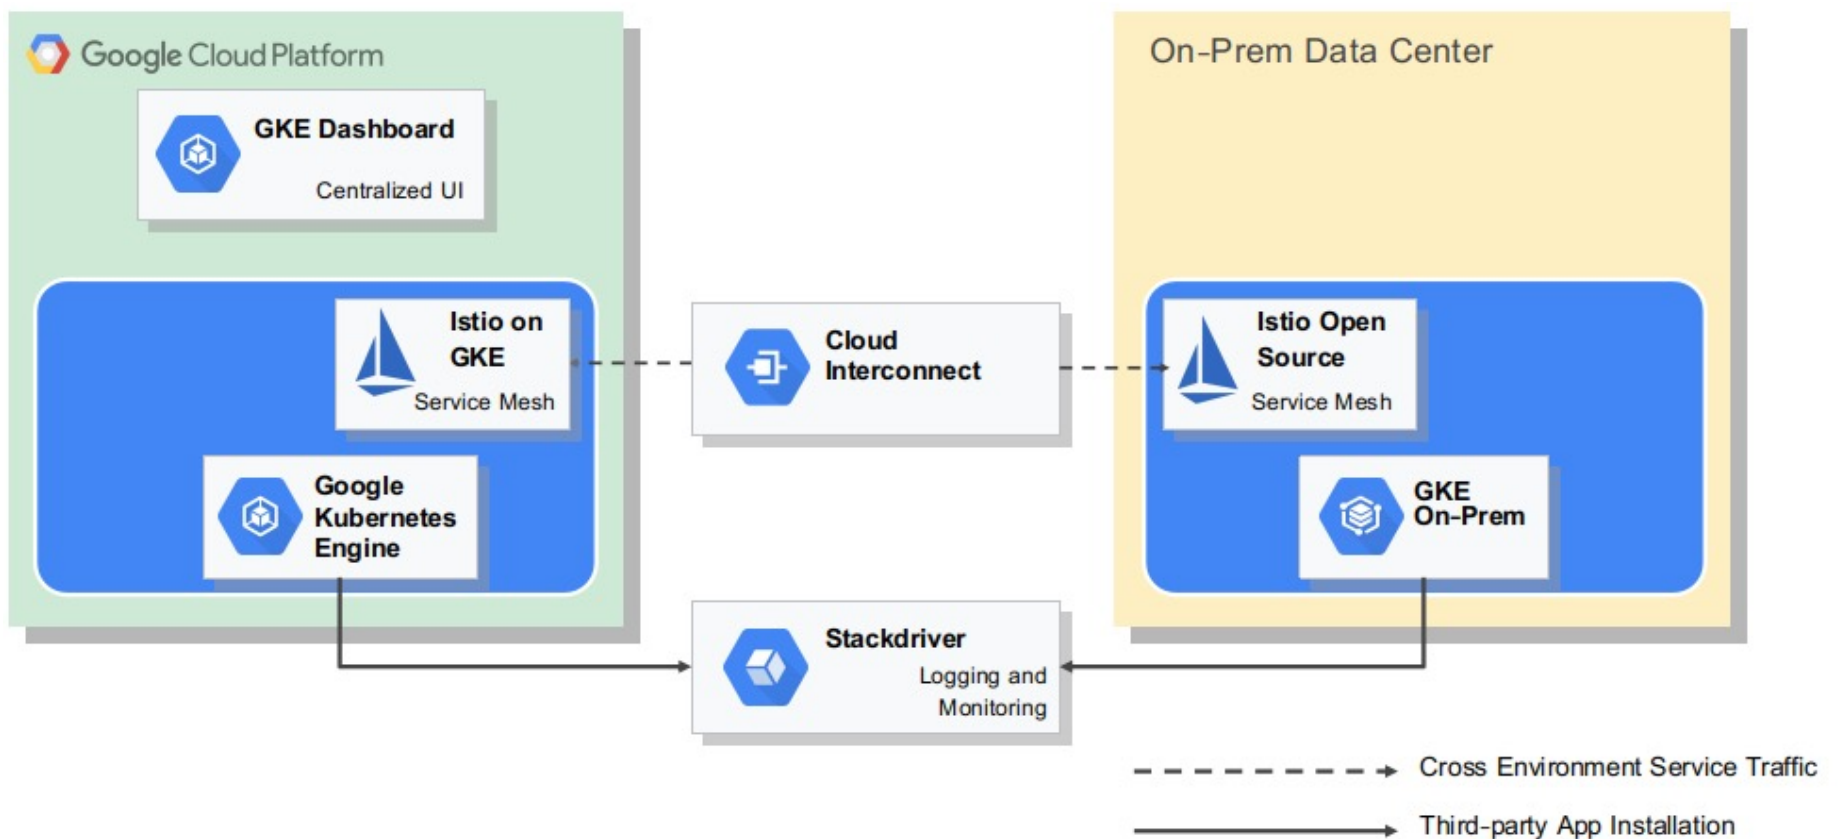 Google Cloud Platform
GKE Dashboard
Centralized UI
Istio on
GKE
Service Mesh
Google
Kubernetes
Engine
Cloud
Interconnect
Stackdriver
Logging and
Monitoring
On-Prem Data Center
Istio Open
Source
Service Mesh
GKE
On-Prem
Cross Environment Service Traffic
Third-party App Installation